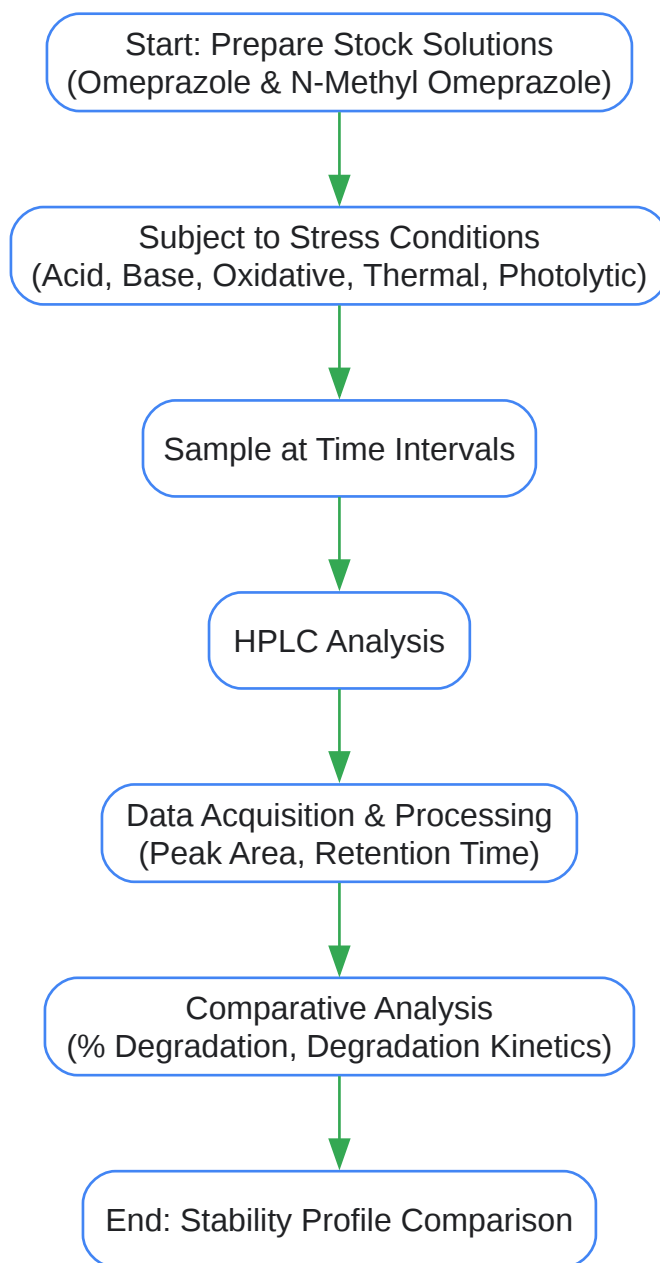 Start: Prepare Stock Solutions
(Omeprazole & N-Methyl Omeprazole)
Subject to Stress Conditions
(Acid, Base, Oxidative, Thermal, Photolytic)
Sample at Time Intervals
HPLC Analysis
Data Acquisition & Processing
(Peak Area, Retention Time)
Comparative Analysis
(% Degradation, Degradation Kinetics)
End: Stability Profile Comparison